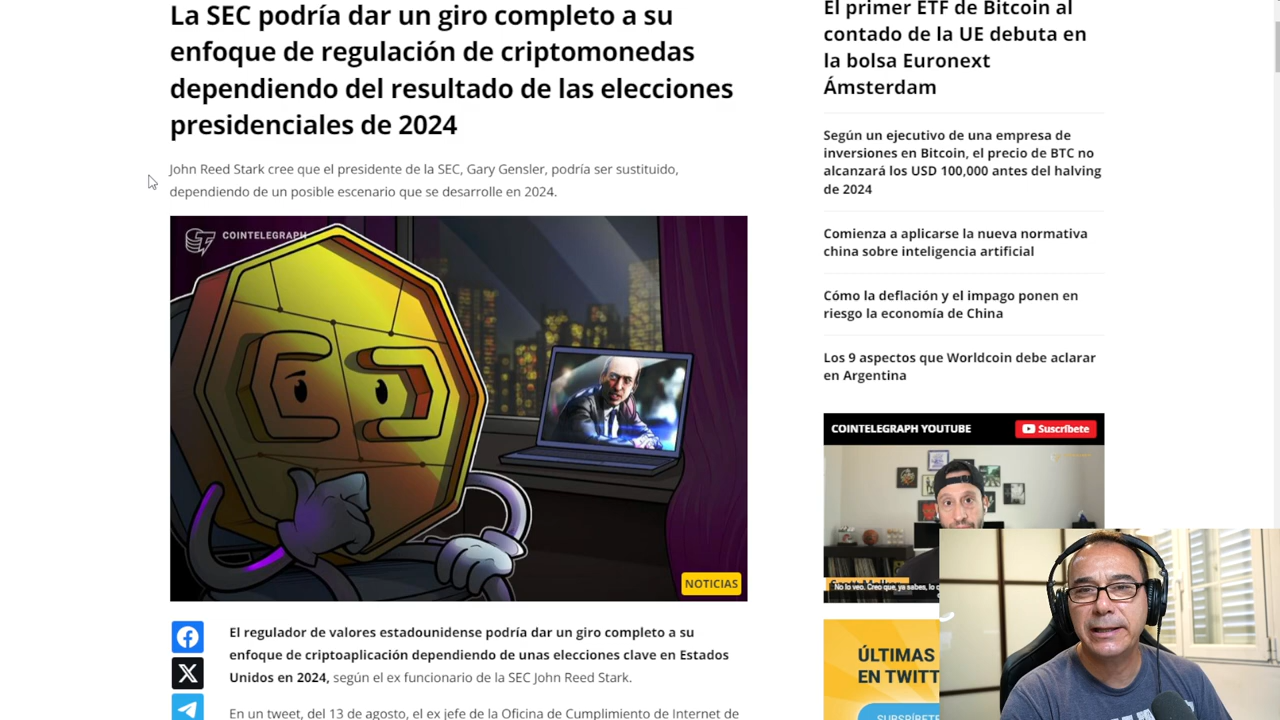 La SEC podría dar un giro completo a su
enfoque de regulación de criptomonedas
dependiendo del resultado de las elecciones
presidenciales de 2024
John Reed Stark cree que el presidente de la SEC, Gary Gensler, podría ser sustituido,
dependiendo de un posible escenario que se desarrolle en 2024.
COINTELEGRAPH
NOTICIAS
El regulador de valores estadounidense podría dar un giro completo a su
enfoque de criptoaplicación dependiendo de unas elecciones clave en Estados
Unidos en 2024, según el ex funcionario de la SEC John Reed Stark.
En un tweet, del 13 de agosto, el ex jefe de la Oficina de Cumplimiento de Internet de
El primer ETF de Bitcoin al
contado de la UE debuta en
la bolsa Euronext
Ámsterdam
Según un ejecutivo de una empresa de
inversiones en Bitcoin, el precio de BTC no
alcanzará los USD 100,000 antes del halving
de 2024
Comienza a aplicarse la nueva normativa
china sobre inteligencia artificial
Cómo la deflación y el impago ponen en
riesgo la economía de China
Los 9 aspectos que Worldcoin debe aclarar
en Argentina
COINTELEGRAPH YOUTUBE
Suscríbete
"No lo veo. Creo que, ya sabes, lo
ÚLTIMAS
EN TWITT